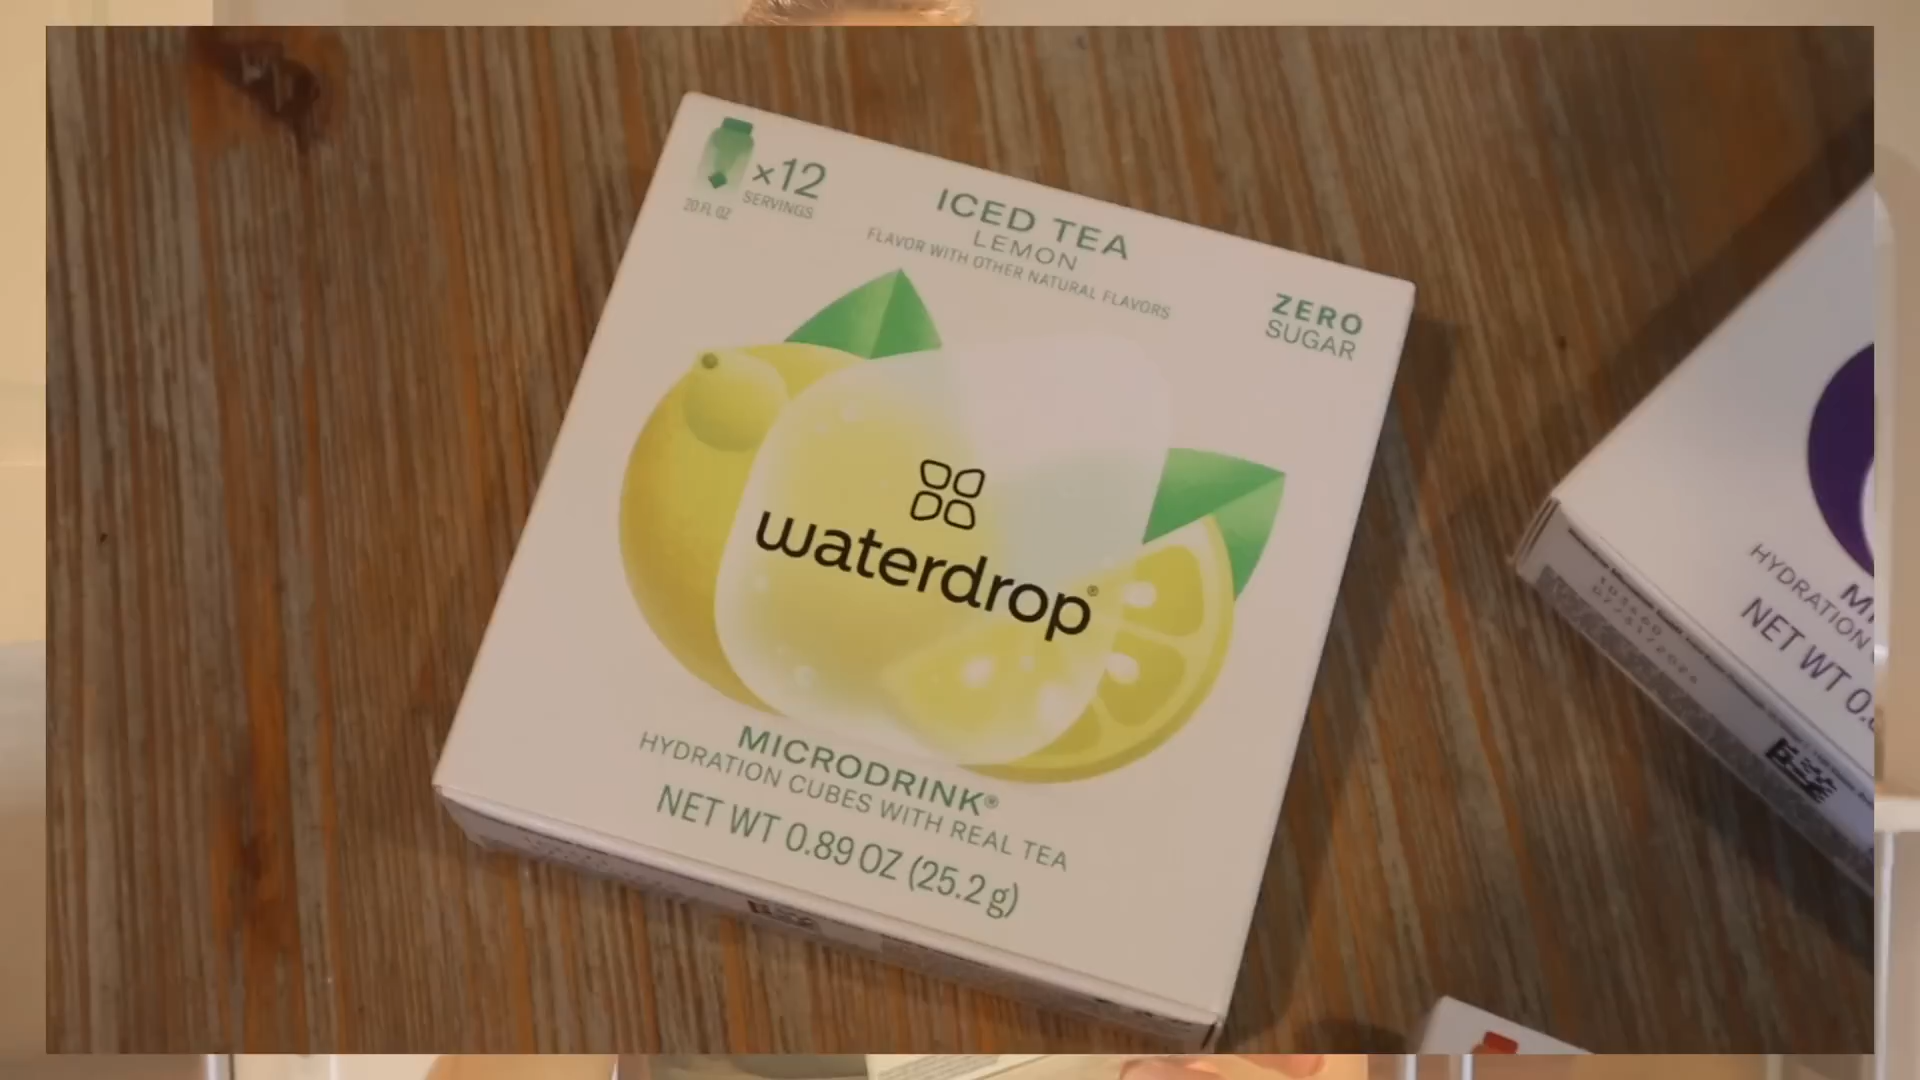 x12
SERVINGS
20 FL OZ
ICED TEA
LEMON
FLAVOR WITH OTHER NATURAL FLAVORS
ZERO
SUGAR
waterdrop®
MICRODRINK®
HYDRATION CUBES WITH REAL TEA
NET WT 0.89 OZ (25.2 g)
HYDRATION
NET WT 0.